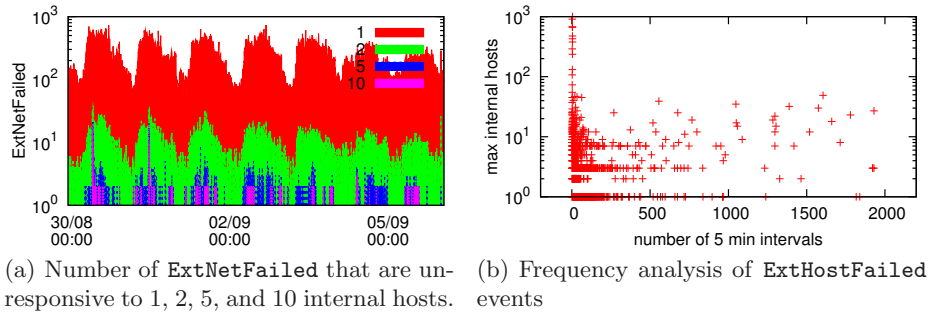 10^3
10^2
10^1
10^0
ExtNetFailed
1
2
5
10
30/08 00:00
02/09 00:00
05/09 00:00
10^3
10^2
10^1
10^0
max internal hosts
0 500 1000 1500 2000
number of 5 min intervals
(a) Number of ExtNetFailed that are un-
responsive to 1, 2, 5, and 10 internal hosts.
(b) Frequency analysis of ExtHostFailed
events